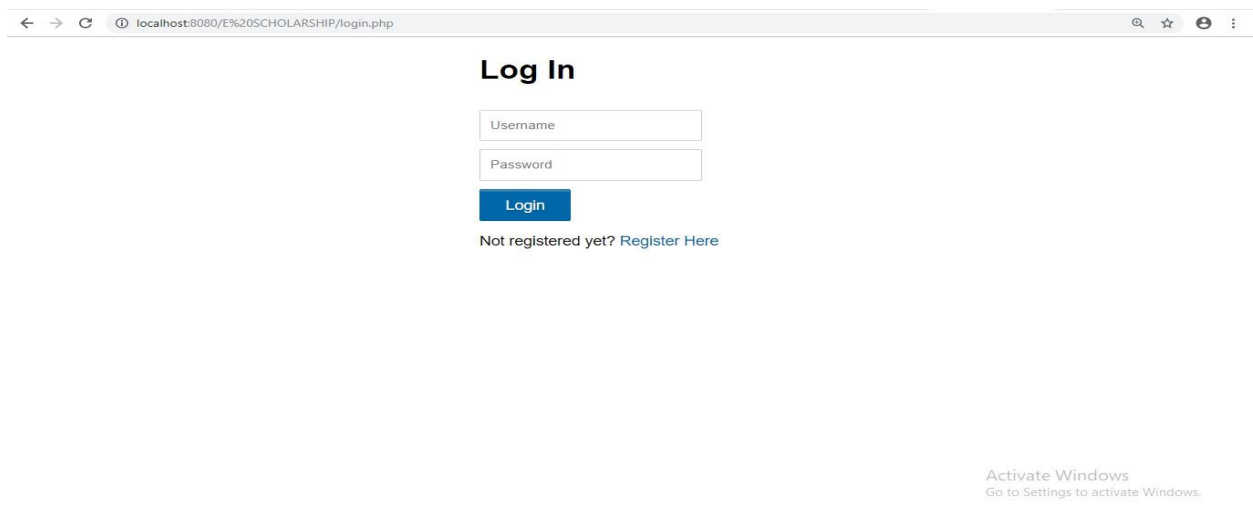 localhost:8080/E%20SCHOLARSHIP/login.php
Log In
Username
Password
Login
Not registered yet? Register Here
Activate Windows
Go to Settings to activate Windows.